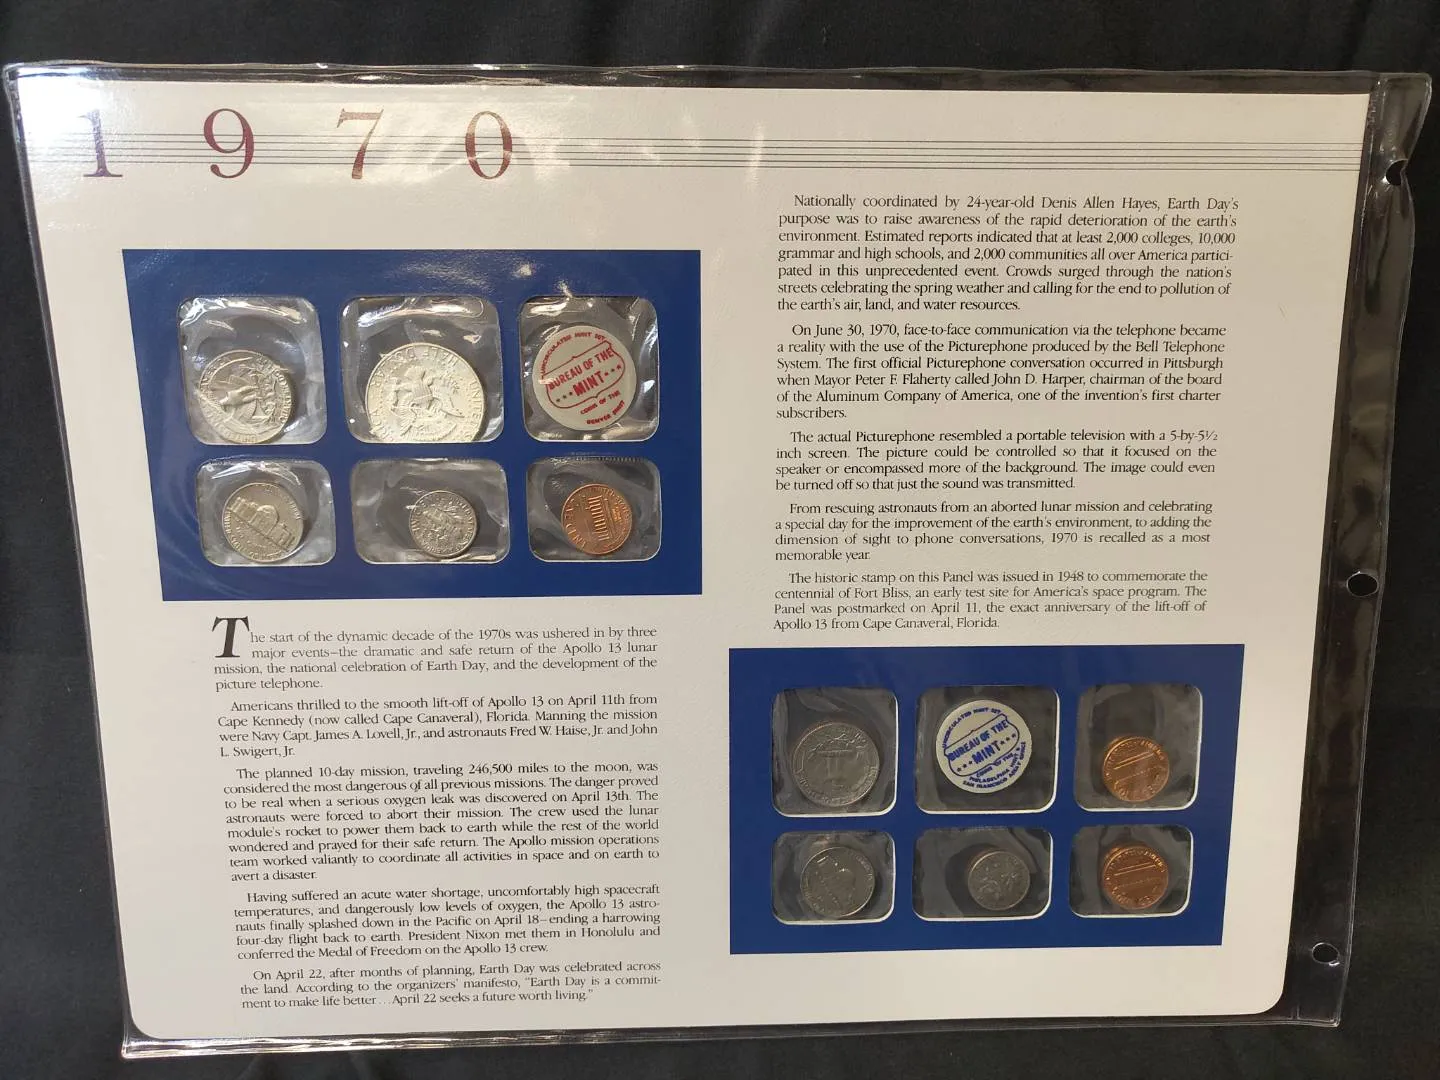 1970
BUREAU OF THE
MINT
UNCIRCULATED MINT SET
COINS OF THE
DENVER MINT
The start of the dynamic decade of the 1970s was ushered in by three
major events—the dramatic and safe return of the Apollo 13 lunar
mission, the national celebration of Earth Day, and the development of the
picture telephone.
Americans thrilled to the smooth lift-off of Apollo 13 on April 11th from
Cape Kennedy (now called Cape Canaveral), Florida. Manning the mission
were Navy Capt. James A. Lovell, Jr., and astronauts Fred W. Haise, Jr. and John
L. Swigert, Jr.
The planned 10-day mission, traveling 246,500 miles to the moon, was
considered the most dangerous of all previous missions. The danger proved
to be real when a serious oxygen leak was discovered on April 13th. The
astronauts were forced to abort their mission. The crew used the lunar
module's rocket to power them back to earth while the rest of the world
wondered and prayed for their safe return. The Apollo mission operations
team worked valiantly to coordinate all activities in space and on earth to
avert a disaster.
Having suffered an acute water shortage, uncomfortably high spacecraft
temperatures, and dangerously low levels of oxygen, the Apollo 13 astro-
nauts finally splashed down in the Pacific on April 18—ending a harrowing
four-day flight back to earth. President Nixon met them in Honolulu and
conferred the Medal of Freedom on the Apollo 13 crew.
On April 22, after months of planning, Earth Day was celebrated across
the land. According to the organizers' manifesto, "Earth Day is a commit-
ment to make life better...April 22 seeks a future worth living."
Nationally coordinated by 24-year-old Denis Allen Hayes, Earth Day's
purpose was to raise awareness of the rapid deterioration of the earth's
environment. Estimated reports indicated that at least 2,000 colleges, 10,000
grammar and high schools, and 2,000 communities all over America partici-
pated in this unprecedented event. Crowds surged through the nation's
streets celebrating the spring weather and calling for the end to pollution of
the earth's air, land, and water resources.
On June 30, 1970, face-to-face communication via the telephone became
a reality with the use of the Picturephone produced by the Bell Telephone
System. The first official Picturephone conversation occurred in Pittsburgh
when Mayor Peter F. Flaherty called John D. Harper, chairman of the board
of the Aluminum Company of America, one of the invention's first charter
subscribers.
The actual Picturephone resembled a portable television with a 5-by-5½
inch screen. The picture could be controlled so that it focused on the
speaker or encompassed more of the background. The image could even
be turned off so that just the sound was transmitted.
From rescuing astronauts from an aborted lunar mission and celebrating
a special day for the improvement of the earth's environment, to adding the
dimension of sight to phone conversations, 1970 is recalled as a most
memorable year.
The historic stamp on this Panel was issued in 1948 to commemorate the
centennial of Fort Bliss, an early test site for America's space program. The
Panel was postmarked on April 11, the exact anniversary of the lift-off of
Apollo 13 from Cape Canaveral, Florida.
UNCIRCULATED MINT SET
BUREAU OF THE
MINT
COINS OF THE
PHILADELPHIA MINT
SAN FRANCISCO ASSAY OFFICE